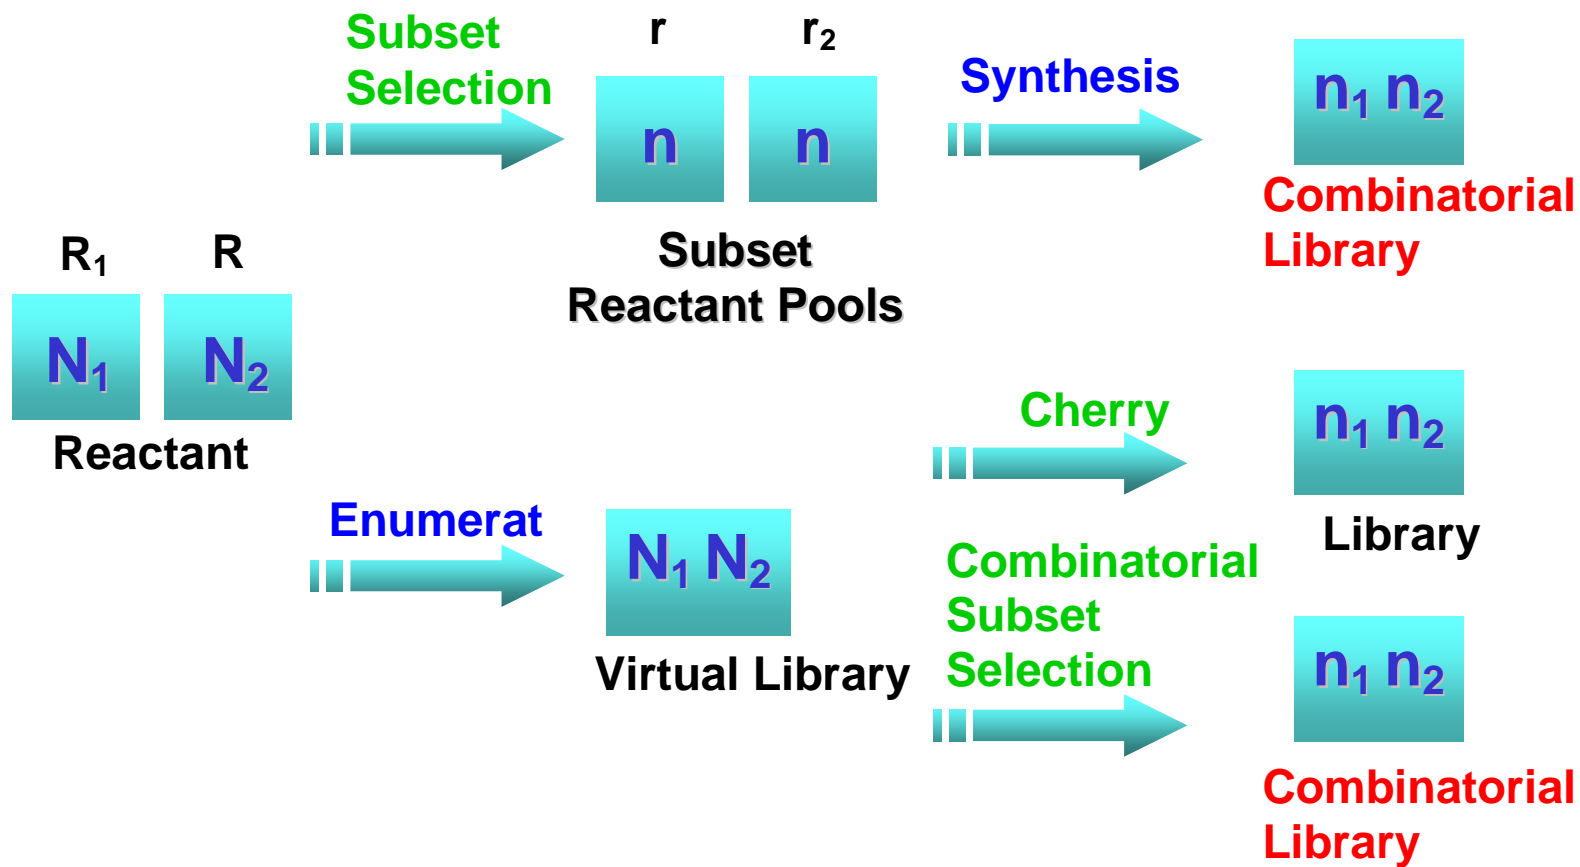 Subset
Selection
r r₂
n n
Subset
Reactant Pools
Synthesis
n₁ n₂
Combinatorial
Library
R₁ R
N₁ N₂
Reactant
Enumerat
N₁ N₂
Virtual Library
Cherry
n₁ n₂
Library
Combinatorial
Subset
Selection
n₁ n₂
Combinatorial
Library